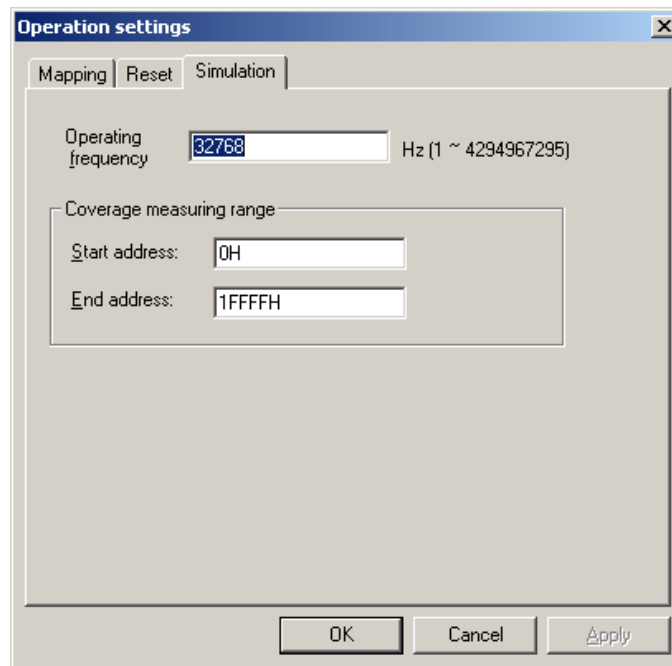 Operation settings
Mapping Reset Simulation
Operating
frequency
32768 Hz (1 ~ 4294967295)
Coverage measuring range
Start address: 0H
End address: 1FFFFH
OK Cancel Apply